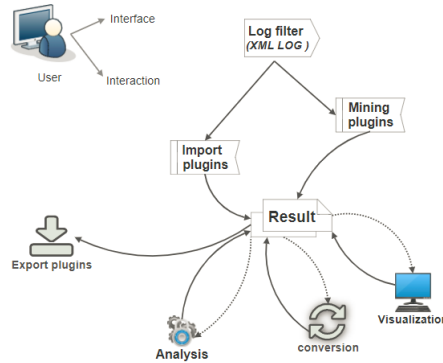 Interface
User
Interaction
Log filter
(XML LOG )
Mining
plugins
Import
plugins
Result
Export plugins
Analysis
conversion
Visualization